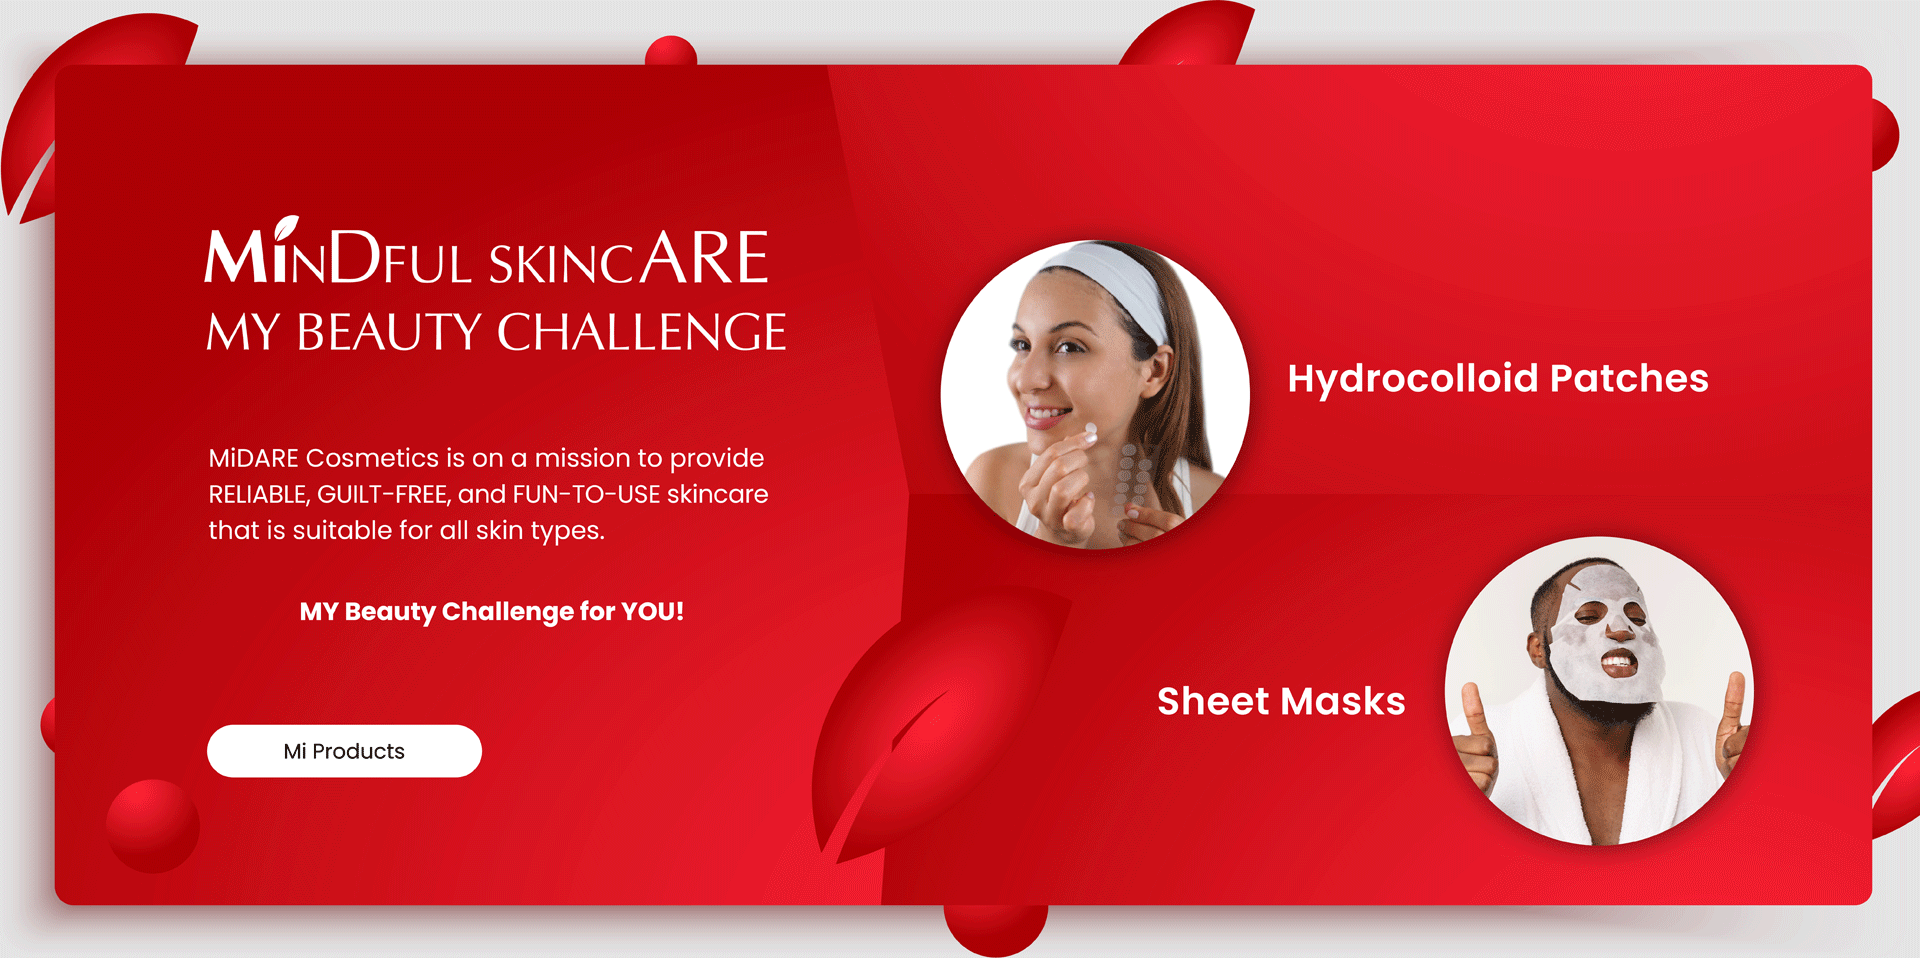 MiNDFUL SKINCARE
MY BEAUTY CHALLENGE
MiDARE Cosmetics is on a mission to provide
RELIABLE, GUILT-FREE, and FUN-TO-USE skincare
that is suitable for all skin types.
MY Beauty Challenge for YOU!
Mi Products
Hydrocolloid Patches
Sheet Masks